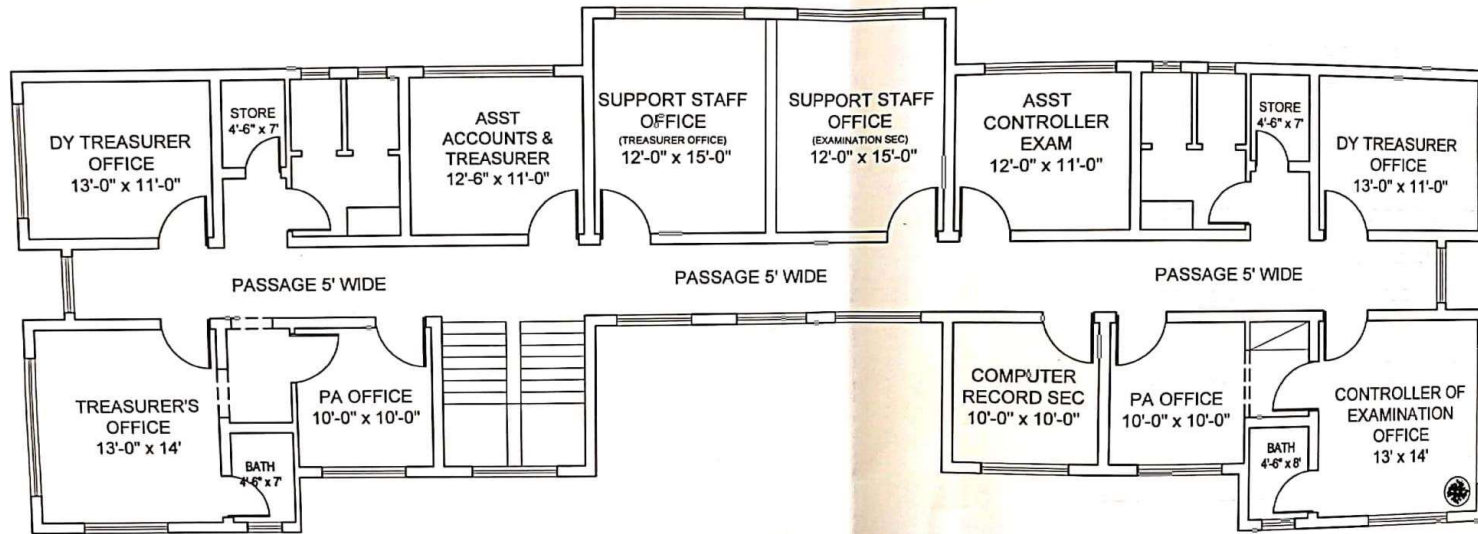 DY TREASURER
OFFICE
13'-0" x 11'-0"
STORE
4'-6" x 7'
ASST
ACCOUNTS &
TREASURER
12'-6" x 11'-0"
SUPPORT STAFF
OFFICE
(TREASURER OFFICE)
12'-0" x 15'-0"
SUPPORT STAFF
OFFICE
(EXAMINATION SEC)
12'-0" x 15'-0"
ASST
CONTROLLER
EXAM
12'-0" x 11'-0"
STORE
4'-6" x 7'
DY TREASURER
OFFICE
13'-0" x 11'-0"
PASSAGE 5' WIDE
PASSAGE 5' WIDE
PASSAGE 5' WIDE
TREASURER'S
OFFICE
13'-0" x 14'
BATH
4'-6" x 7'
PA OFFICE
10'-0" x 10'-0"
COMPUTER
RECORD SEC
10'-0" x 10'-0"
PA OFFICE
10'-0" x 10'-0"
BATH
4'-6" x 8'
CONTROLLER OF
EXAMINATION
OFFICE
13' x 14'